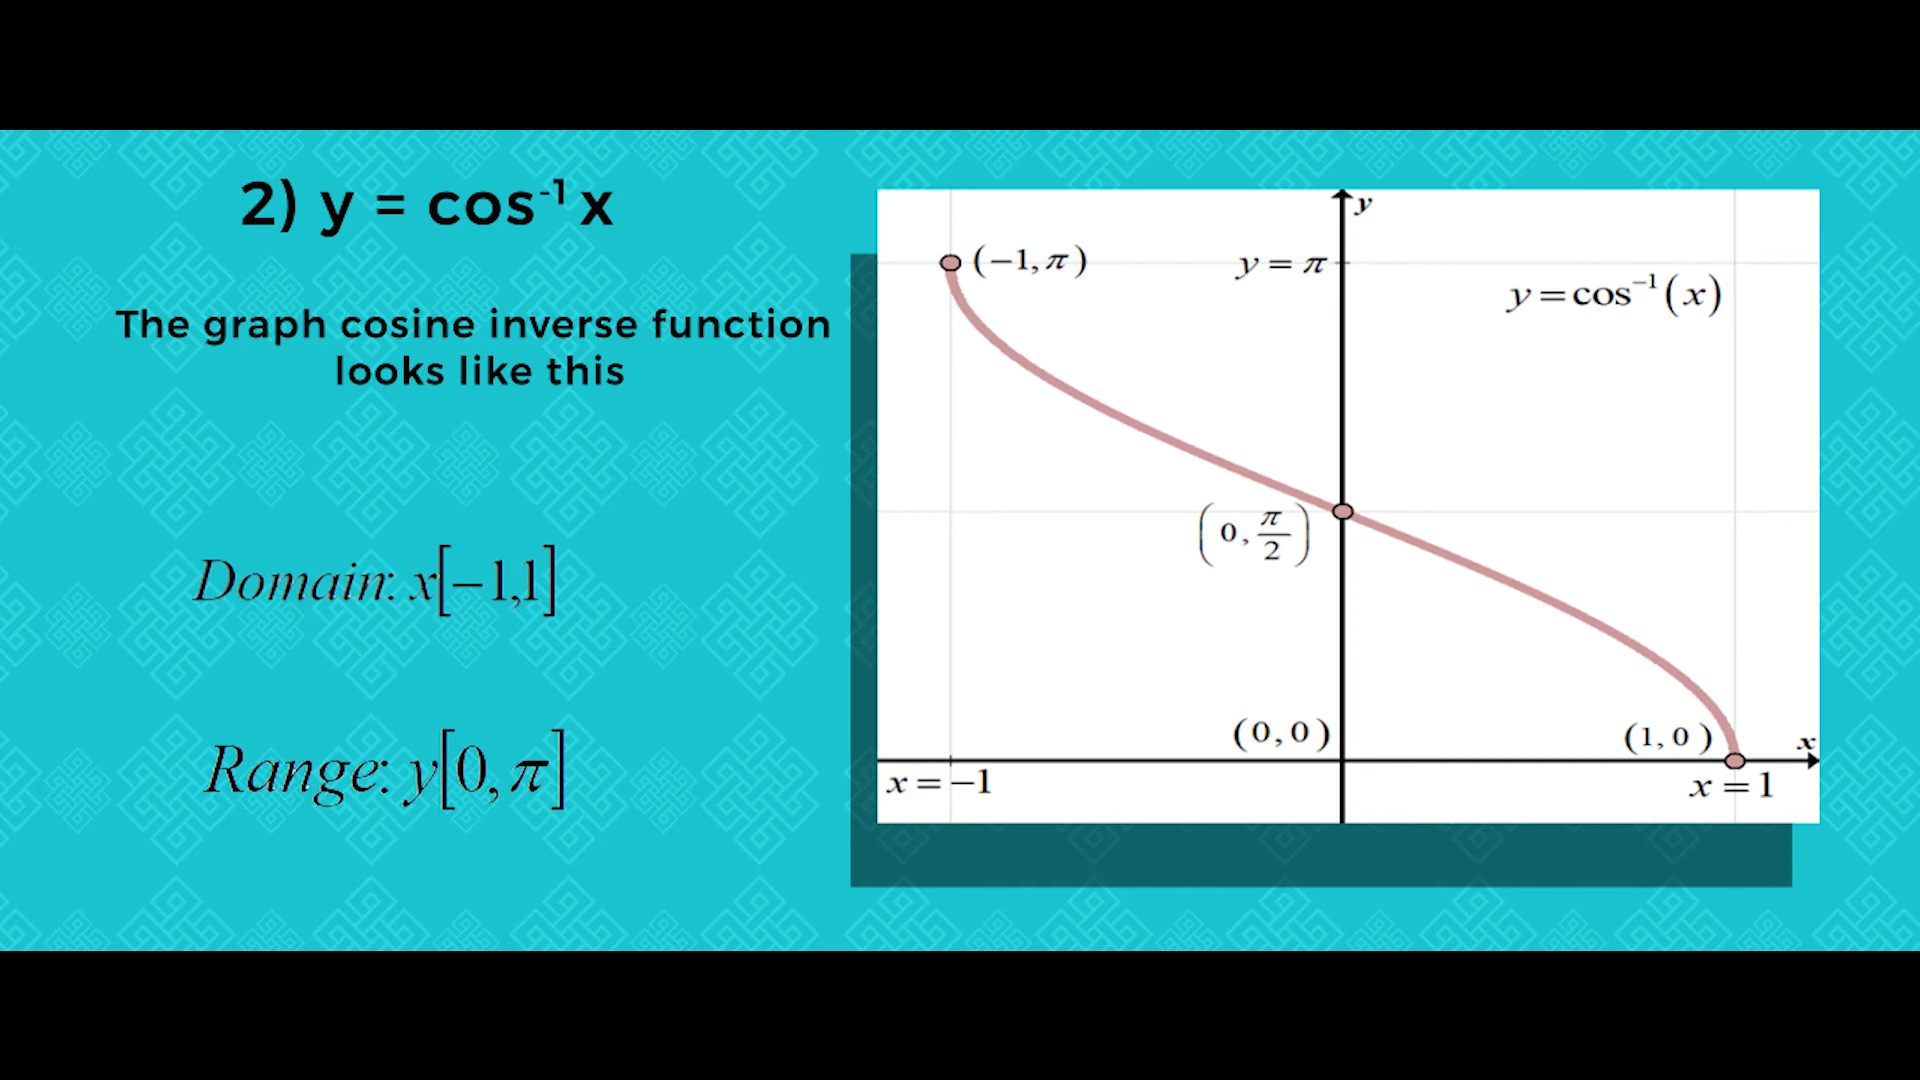 2) y = cos⁻¹ x
The graph cosine inverse function
looks like this
Domain: x[−1,1]
Range: y[0, π]
y
(−1, π)
y = π
y = cos⁻¹(x)
(0, π/2)
(0, 0)
(1, 0)
x
x = −1
x = 1